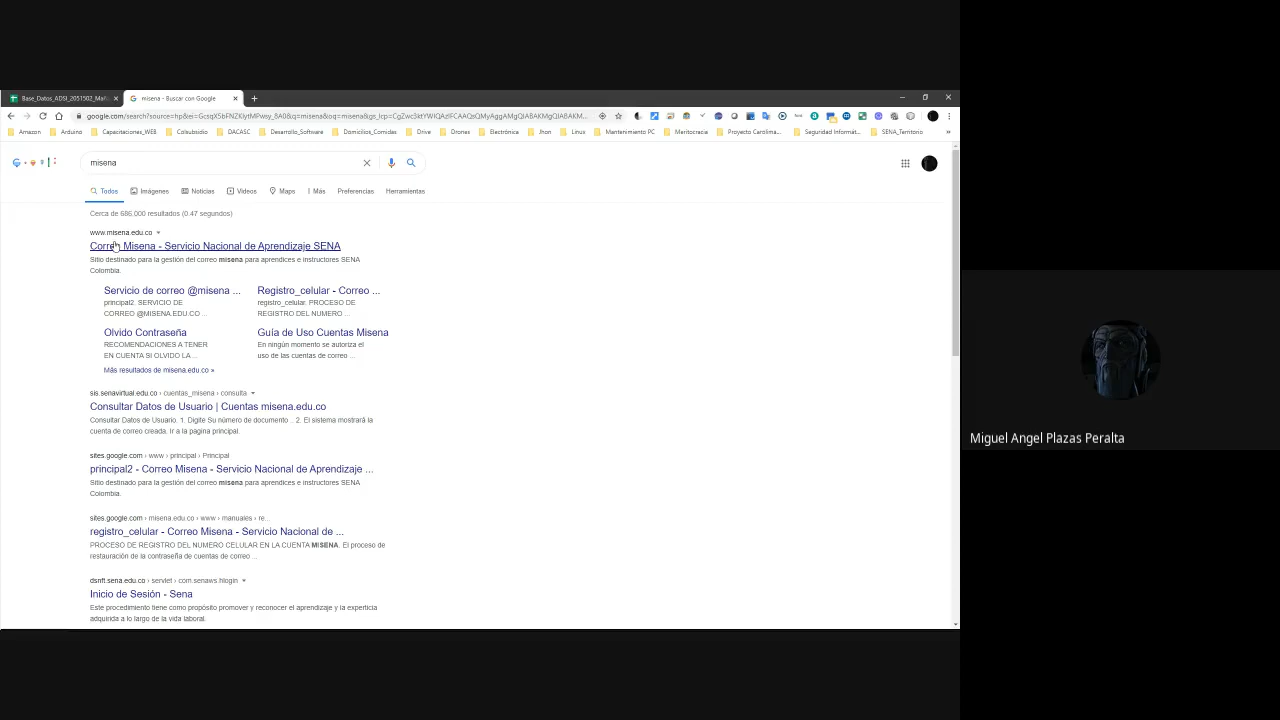 Base_Datos_ADSI_2051502_Mañ
misena - Buscar con Google
Amazon
Arduino
Capacitaciones_WEB
Colsubsidio
DACASC
Desarrollo_Software
Domicilios_Comidas
Drive
Drones
Electrónica
Jhon
Linux
Mantenimiento PC
Meritocracia
Proyecto Carolina...
Seguridad Informát...
SENA_Territorio
misena
Todos
Imágenes
Noticias
Videos
Maps
Más
Preferencias
Herramientas
Cerca de 686,000 resultados (0.47 segundos)
www.misena.edu.co
Correo Misena - Servicio Nacional de Aprendizaje SENA
Sitio destinado para la gestión del correo misena para aprendices e instructores SENA
Colombia.
Servicio de correo @misena ...
principal2. SERVICIO DE
CORREO @MISENA.EDU.CO ...
Registro_celular - Correo ...
registro_celular. PROCESO DE
REGISTRO DEL NUMERO ...
Olvido Contraseña
RECOMENDACIONES A TENER
EN CUENTA SI OLVIDO LA ...
Guía de Uso Cuentas Misena
En ningún momento se autoriza el
uso de las cuentas de correo ...
Más resultados de misena.edu.co »
sis.senavirtual.edu.co › cuentas_misena › consulta
Consultar Datos de Usuario | Cuentas misena.edu.co
Consultar Datos de Usuario. 1. Digite Su número de documento .. 2. El sistema mostrará la
cuenta de correo creada. Ir a la pagina principal.
sites.google.com › www › principal › Principal
principal2 - Correo Misena - Servicio Nacional de Aprendizaje ...
Sitio destinado para la gestión del correo misena para aprendices e instructores SENA
Colombia.
sites.google.com › misena.edu.co › www › manuales › re...
registro_celular - Correo Misena - Servicio Nacional de ...
PROCESO DE REGISTRO DEL NUMERO CELULAR EN LA CUENTA MISENA. El proceso de
restauración de la contraseña de cuentas de correo ...
dsnft.sena.edu.co › servlet › com.senaws.hlogin
Inicio de Sesión - Sena
Este procedimiento tiene como propósito promover y reconocer el aprendizaje y la experticia
adquirida a lo largo de la vida laboral.
Miguel Angel Plazas Peralta